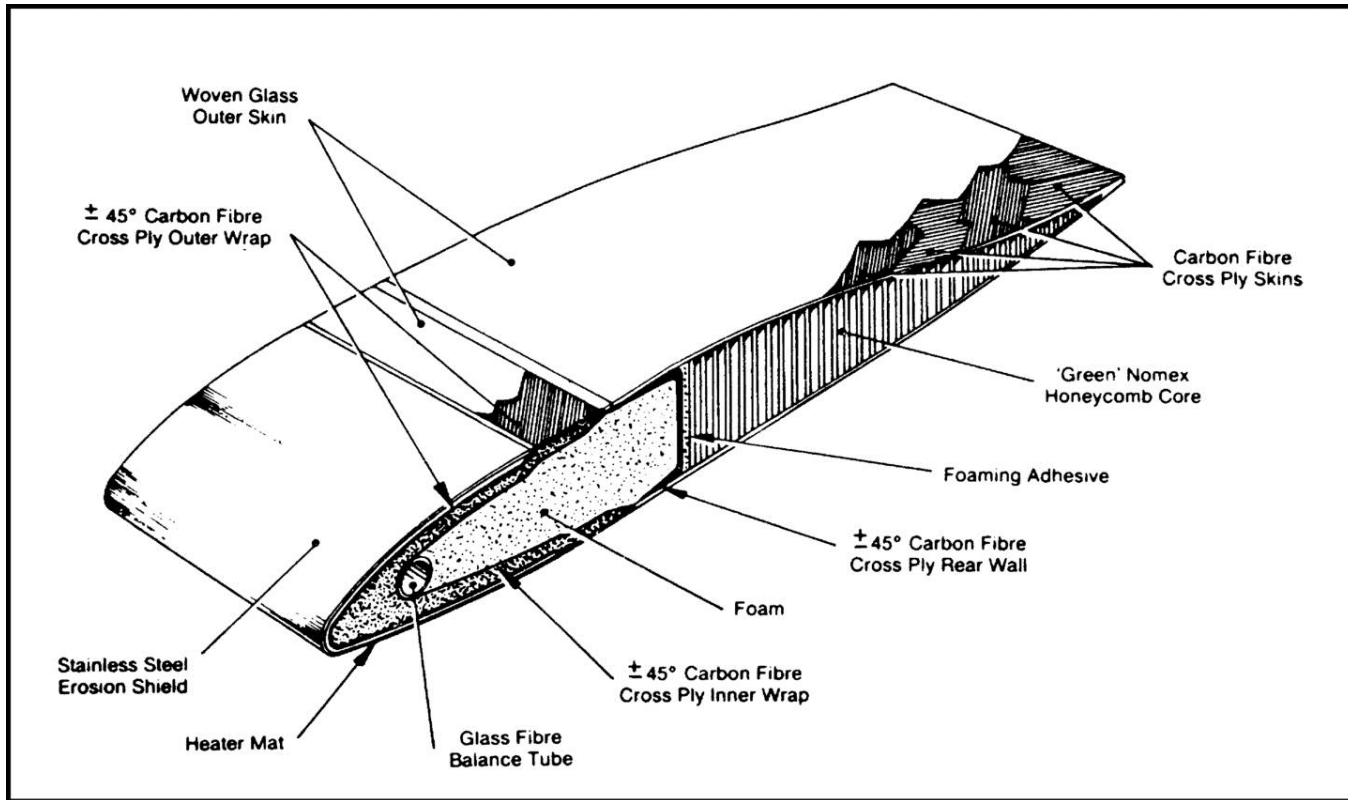 Woven Glass
Outer Skin
± 45° Carbon Fibre
Cross Ply Outer Wrap
Carbon Fibre
Cross Ply Skins
'Green' Nomex
Honeycomb Core
Foaming Adhesive
± 45° Carbon Fibre
Cross Ply Rear Wall
Foam
± 45° Carbon Fibre
Cross Ply Inner Wrap
Stainless Steel
Erosion Shield
Heater Mat
Glass Fibre
Balance Tube